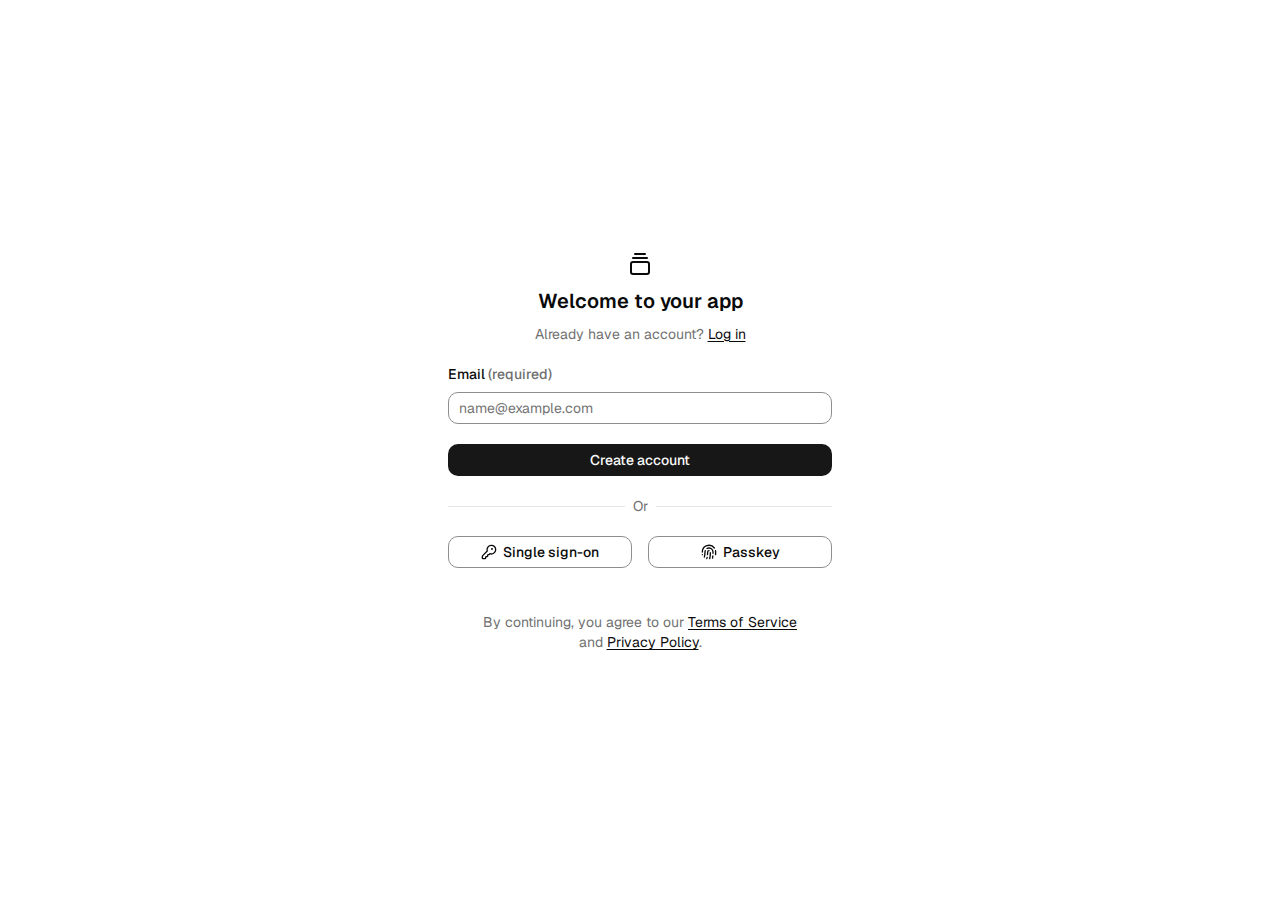 Welcome to your app
Already have an account? Log in
Email (required)
name@example.com
Create account
Or
Single sign-on
Passkey
By continuing, you agree to our Terms of Service
and Privacy Policy.